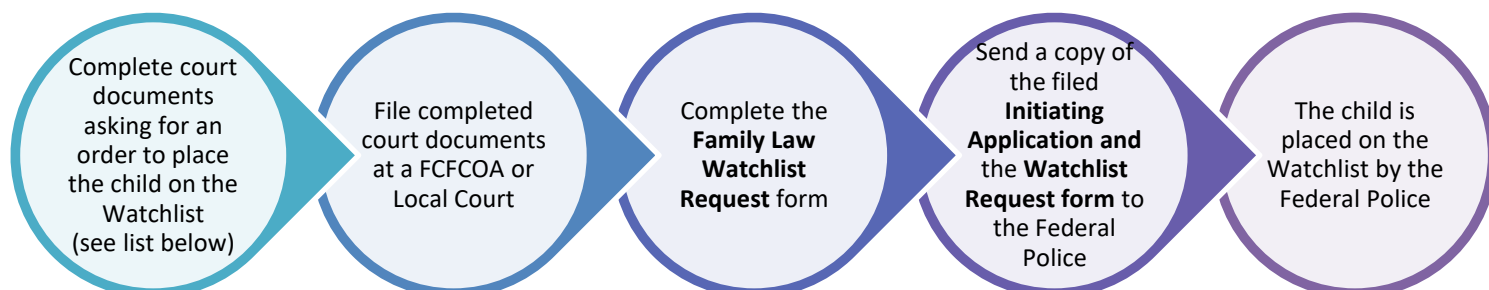 Complete court
documents
asking for an
order to place
the child on the
Watchlist
(see list below)
File completed
court documents
at a FCFCOA or
Local Court
Complete the
Family Law
Watchlist
Request form
Send a copy of
the filed
Initiating
Application and
the Watchlist
Request form to
the Federal
Police
The child is
placed on the
Watchlist by the
Federal Police